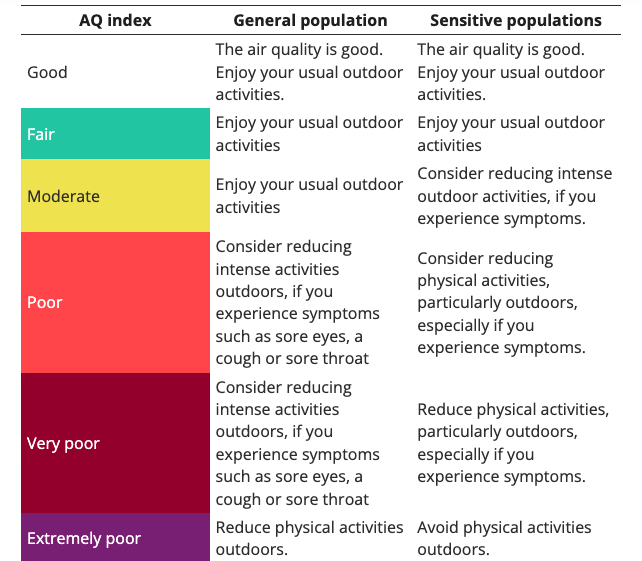 AQ index General population Sensitive populations
Good
The air quality is good.
Enjoy your usual outdoor
activities.
The air quality is good.
Enjoy your usual outdoor
activities.
Fair
Enjoy your usual outdoor
activities
Enjoy your usual outdoor
activities
Moderate
Enjoy your usual outdoor
activities
Consider reducing intense
outdoor activities, if you
experience symptoms.
Poor
Consider reducing
intense activities
outdoors, if you
experience symptoms
such as sore eyes, a
cough or sore throat
Consider reducing
physical activities,
particularly outdoors,
especially if you
experience symptoms.
Very poor
Consider reducing
intense activities
outdoors, if you
experience symptoms
such as sore eyes, a
cough or sore throat
Reduce physical activities,
particularly outdoors,
especially if you
experience symptoms.
Extremely poor
Reduce physical activities
outdoors.
Avoid physical activities
outdoors.